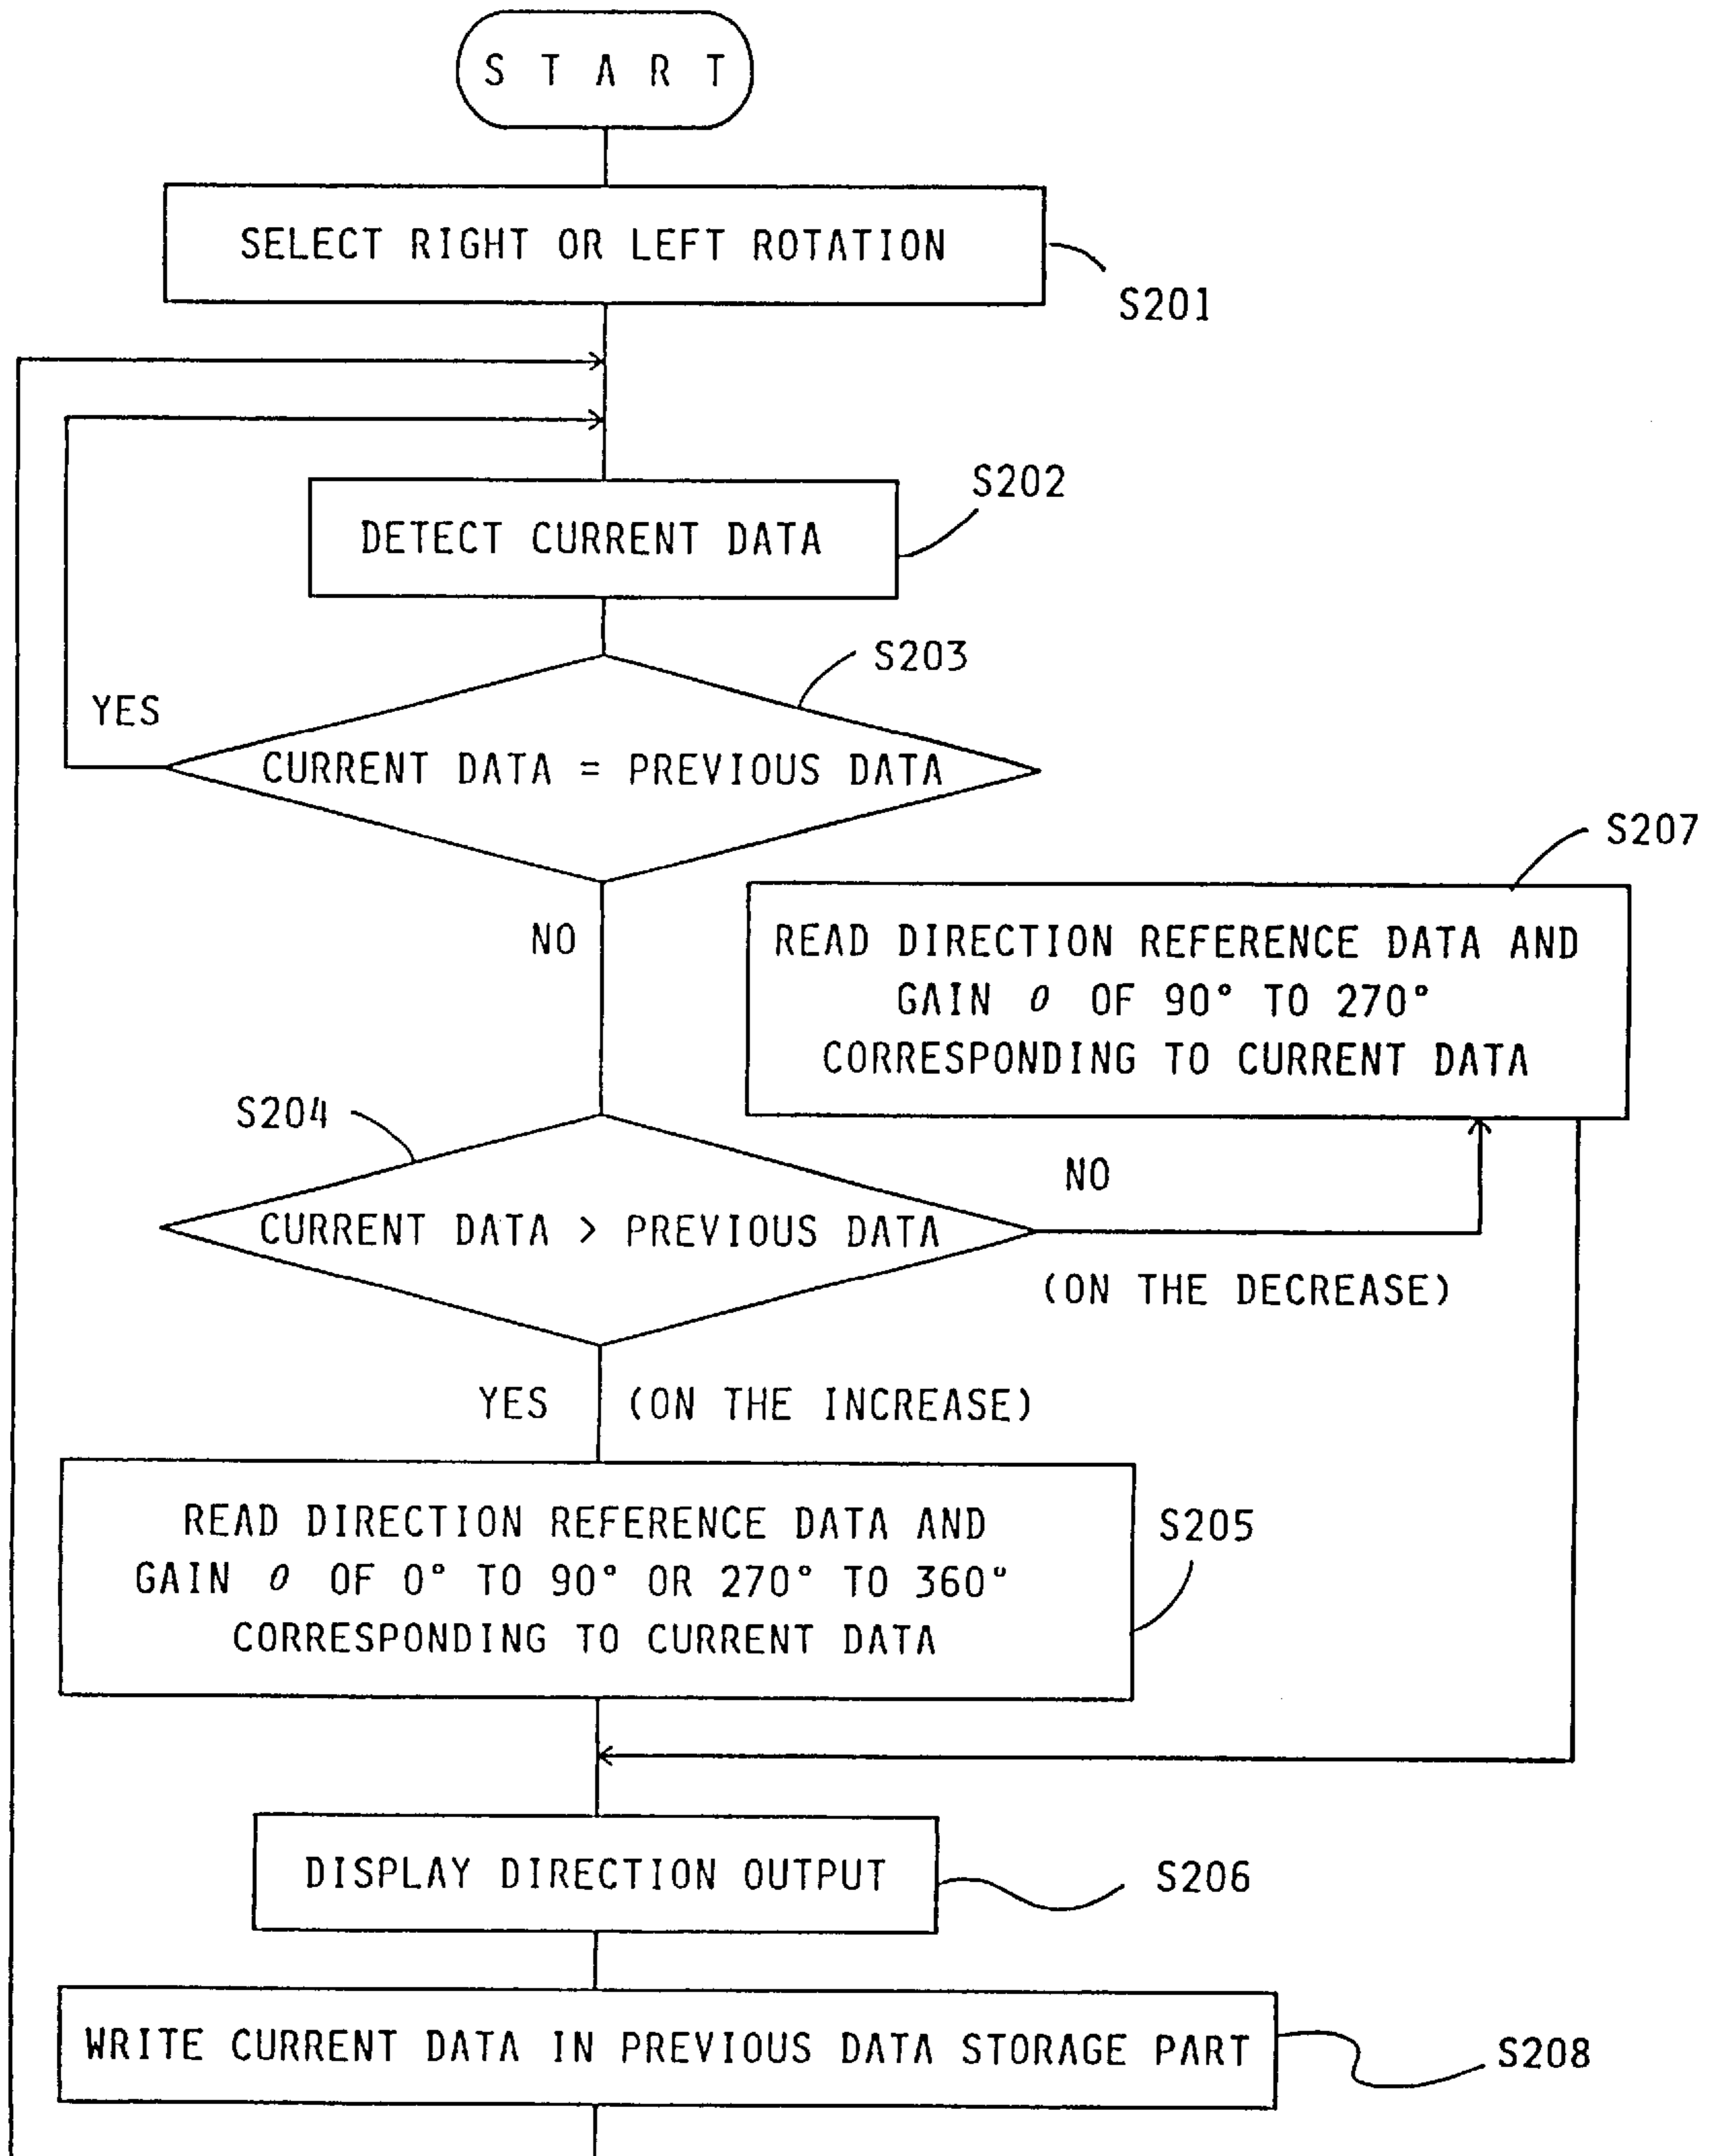 START
SELECT RIGHT OR LEFT ROTATION
S201
S202
DETECT CURRENT DATA
S203
YES
CURRENT DATA = PREVIOUS DATA
S207
NO
READ DIRECTION REFERENCE DATA AND
GAIN θ OF 90° TO 270°
CORRESPONDING TO CURRENT DATA
S204
NO
CURRENT DATA > PREVIOUS DATA
(ON THE DECREASE)
YES (ON THE INCREASE)
READ DIRECTION REFERENCE DATA AND
GAIN θ OF 0° TO 90° OR 270° TO 360°
CORRESPONDING TO CURRENT DATA
S205
DISPLAY DIRECTION OUTPUT
S206
WRITE CURRENT DATA IN PREVIOUS DATA STORAGE PART
S208